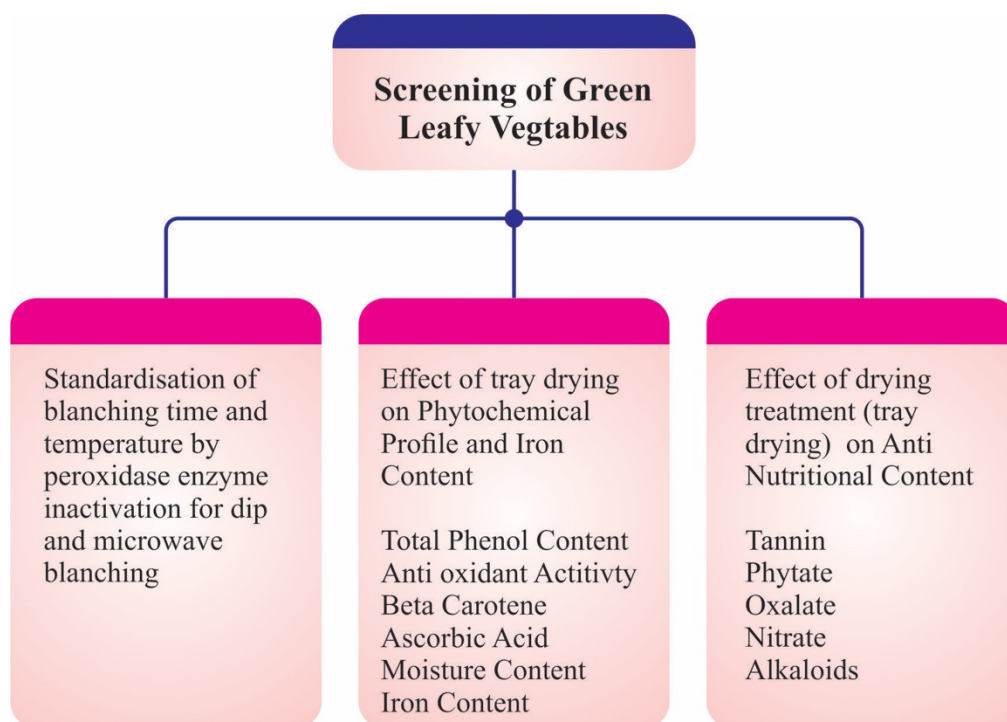 Screening of Green
Leafy Vegtables
Standardisation of
blanching time and
temperature by
peroxidase enzyme
inactivation for dip
and microwave
blanching
Effect of tray drying
on Phytochemical
Profile and Iron
Content
Total Phenol Content
Anti oxidant Actitivty
Beta Carotene
Ascorbic Acid
Moisture Content
Iron Content
Effect of drying
treatment (tray
drying)  on Anti
Nutritional Content
Tannin
Phytate
Oxalate
Nitrate
Alkaloids